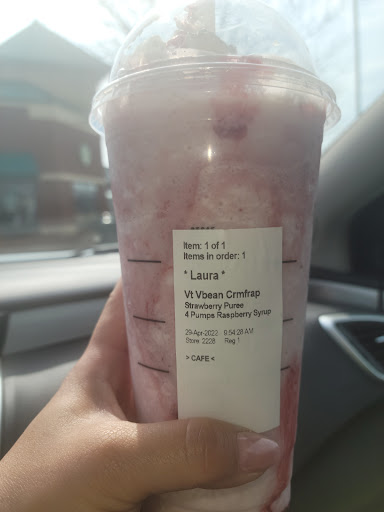 Item: 1 of 1
Items in order: 1
* Laura *
Vt Vbean Crmfrap
Strawberry Puree
4 Pumps Raspberry Syrup
29-Apr-2022 9:54:28 AM
Store: 2228 Reg 1
> CAFE <